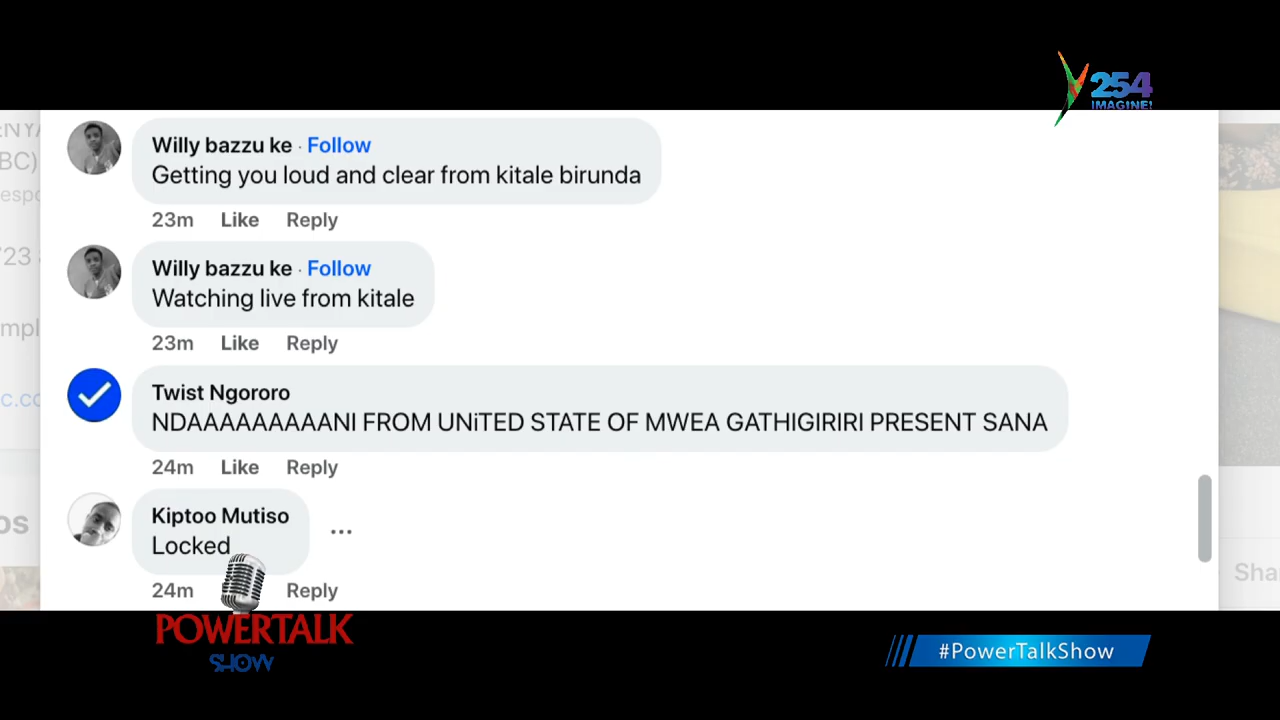 254
IMAGINE!
Willy bazzu ke · Follow
Getting you loud and clear from kitale birunda
23m Like Reply
Willy bazzu ke · Follow
Watching live from kitale
23m Like Reply
Twist Ngororo
NDAAAAAAAAANI FROM UNiTED STATE OF MWEA GATHIGIRIRI PRESENT SANA
24m Like Reply
Kiptoo Mutiso
Locked
24m Reply
POWERTALK
SHOW
#PowerTalkShow